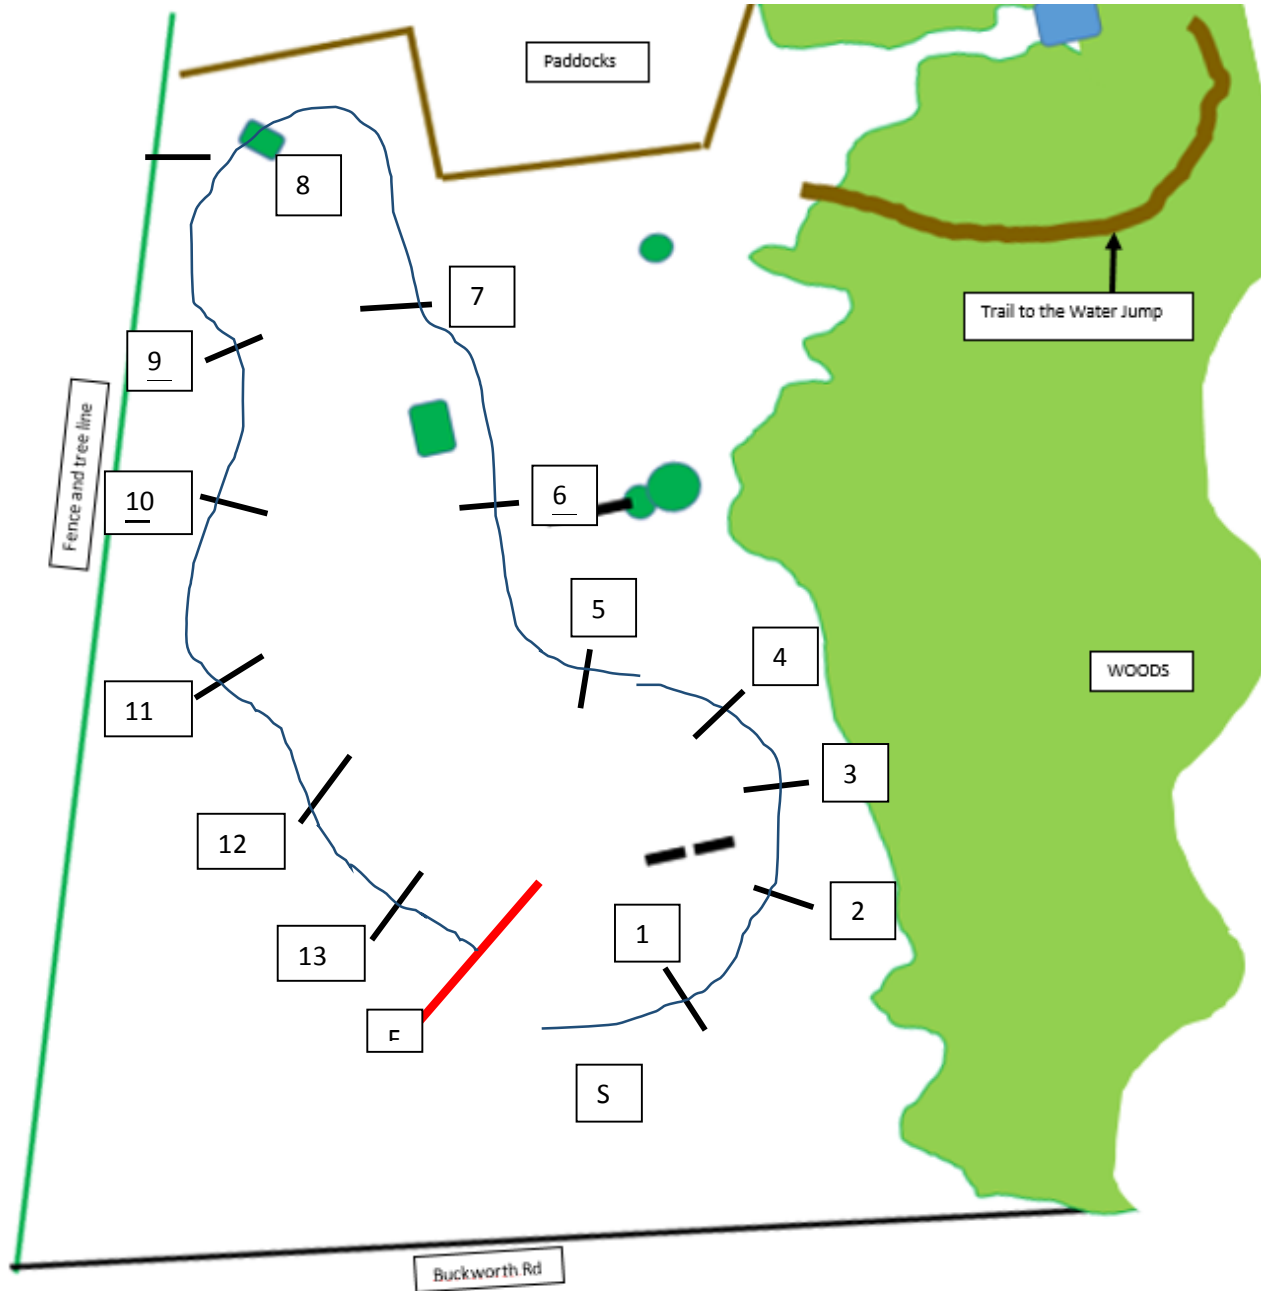 Paddocks
8
7
Trail to the Water Jump
9
Fence and tree line
10
6
5
4
WOODS
11
3
12
2
1
13
F
S
Buckworth Rd